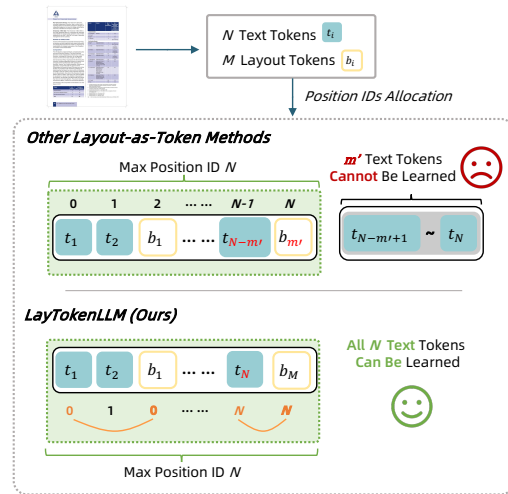 N Text Tokens t_i
M Layout Tokens b_i
Position IDs Allocation
Other Layout-as-Token Methods
Max Position ID N
m′ Text Tokens
Cannot Be Learned
0 1 2 ... ... N-1 N
t_1 t_2 b_1 ... ... t_{N-m′} b_{m′}
t_{N-m′+1} ~ t_N
LayTokenLLM (Ours)
All N Text Tokens
Can Be Learned
t_1 t_2 b_1 ... ... t_N b_M
0 1 0 ... ... N N
Max Position ID N